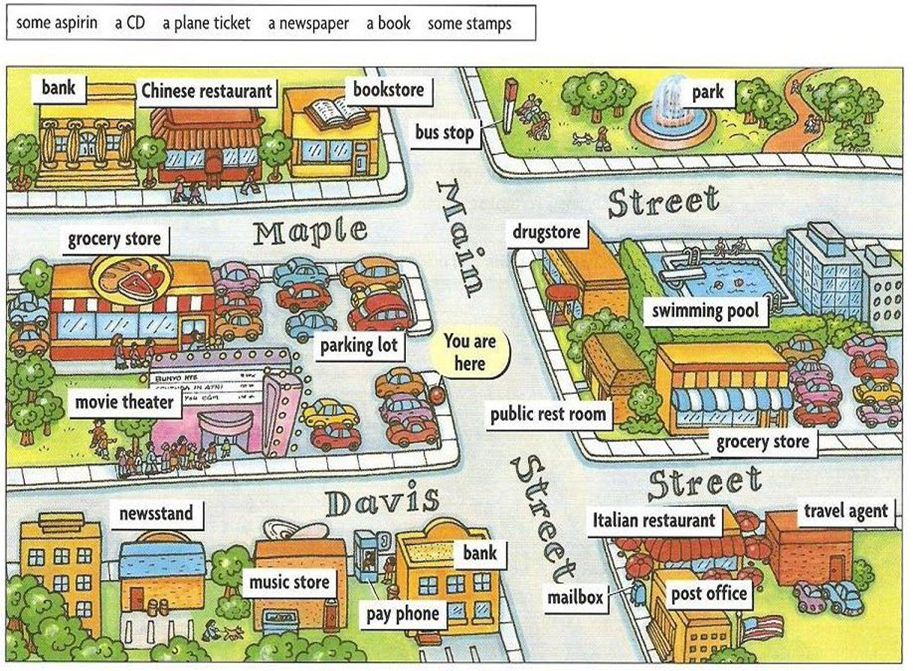 some aspirin a CD a plane ticket a newspaper a book some stamps
bank
Chinese restaurant
bookstore
bus stop
park
Maple
Main
Street
grocery store
drugstore
swimming pool
parking lot
You are
here
movie theater
public rest room
grocery store
Davis
Street
Street
newsstand
music store
pay phone
bank
Italian restaurant
travel agent
mailbox
post office